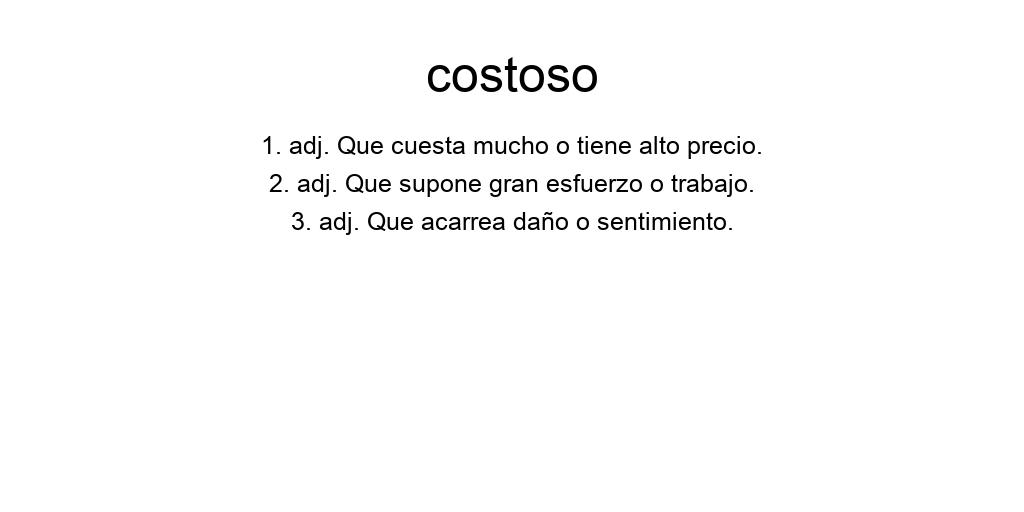 costoso
1. adj. Que cuesta mucho o tiene alto precio.
2. adj. Que supone gran esfuerzo o trabajo.
3. adj. Que acarrea daño o sentimiento.